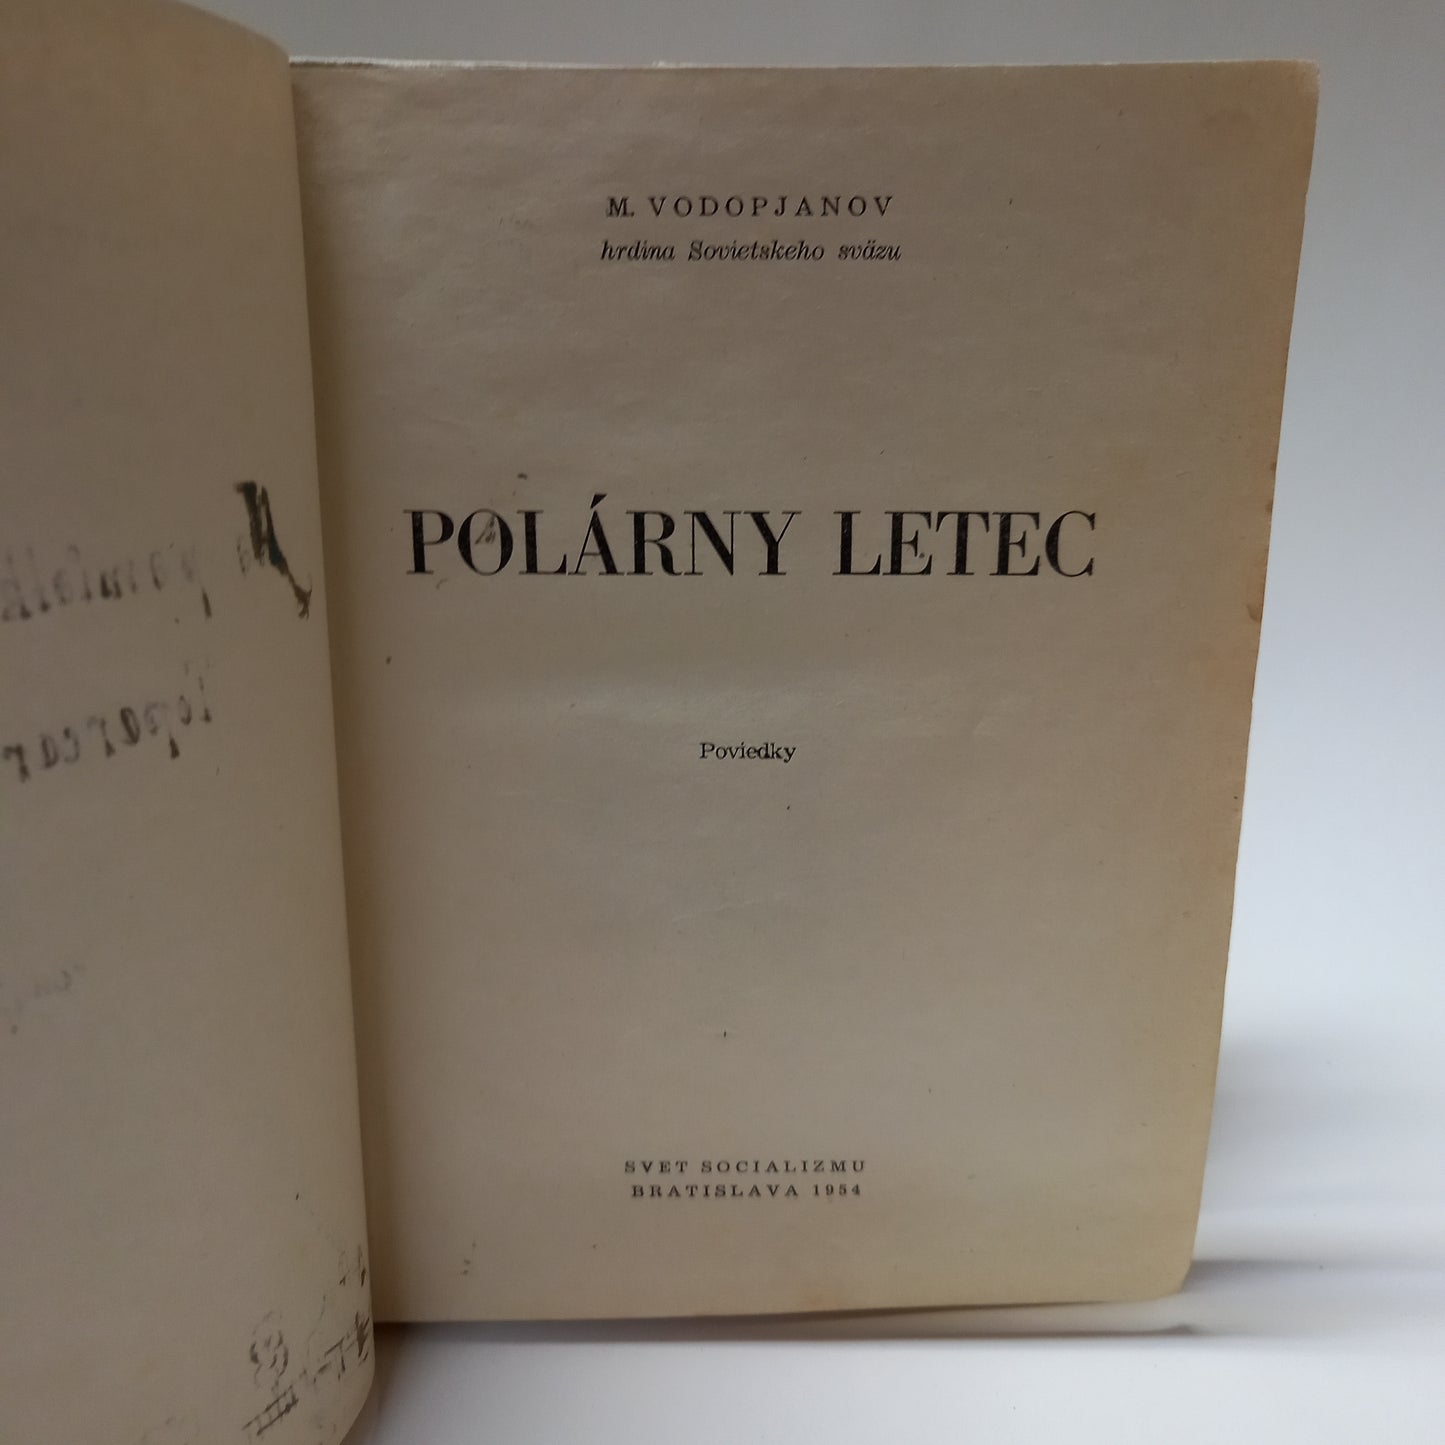 M. VODOPJANOV
hrdina Sovietskeho sväzu
POLÁRNY LETEC
Poviedky
SVET SOCIALIZMU
BRATISLAVA 1954